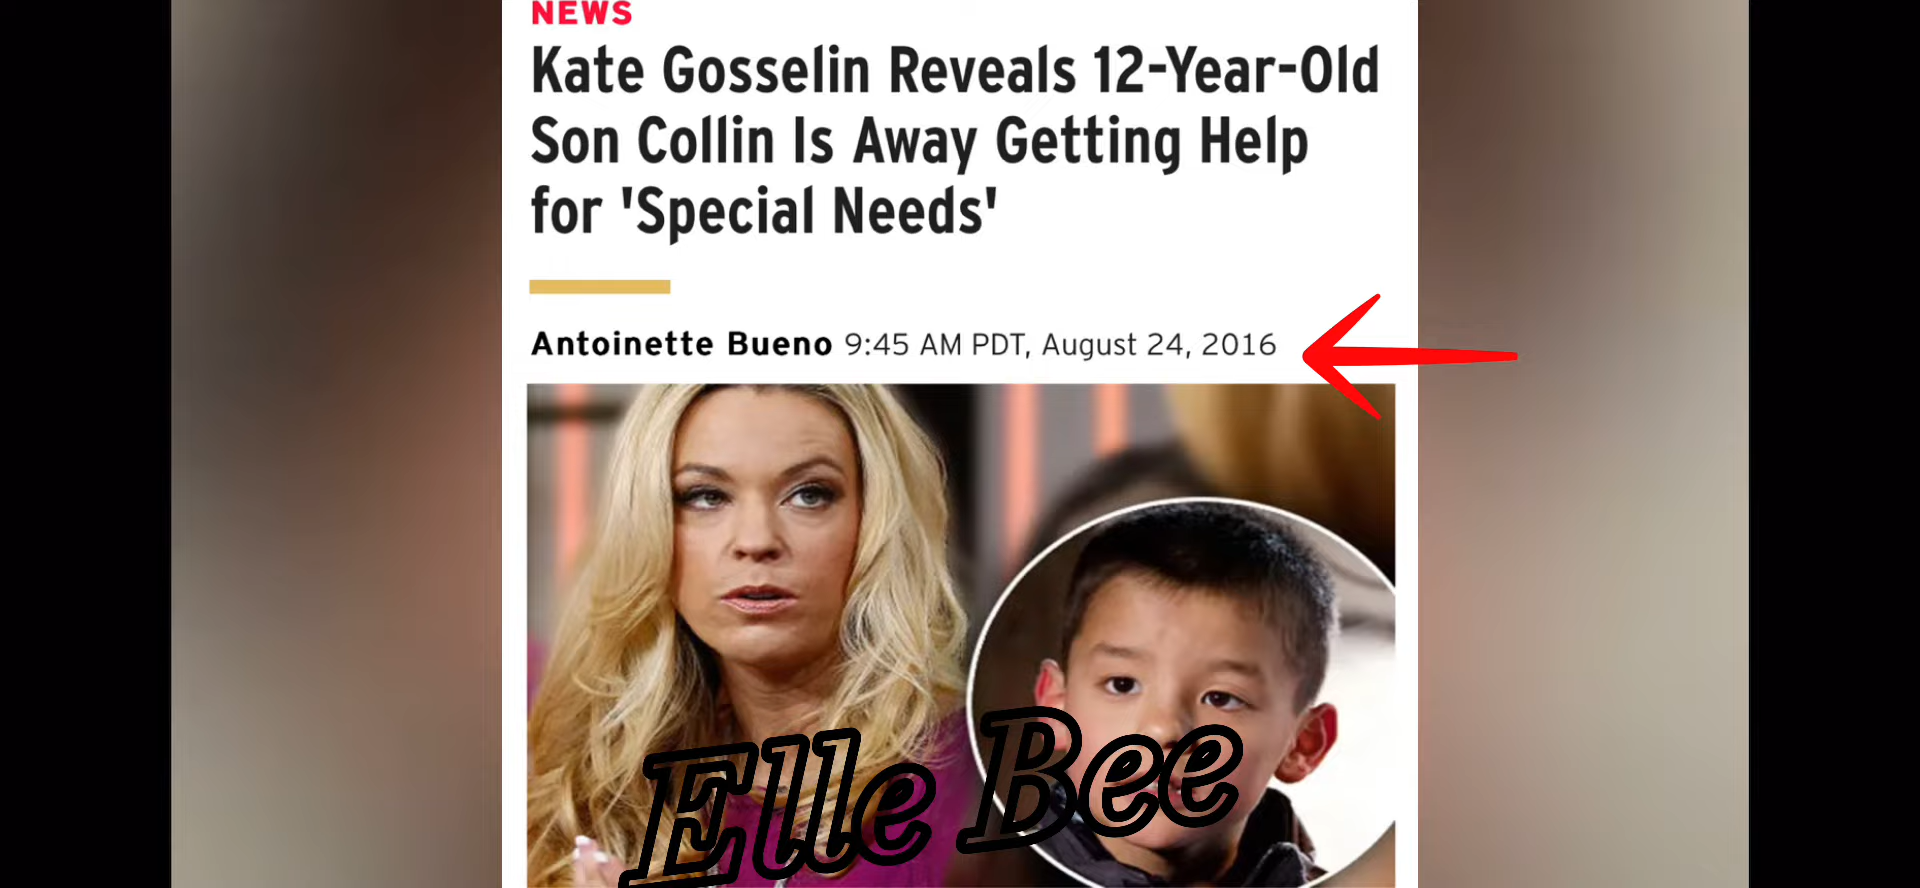 NEWS
Kate Gosselin Reveals 12-Year-Old
Son Collin Is Away Getting Help
for 'Special Needs'
Antoinette Bueno 9:45 AM PDT, August 24, 2016
Elle Bee